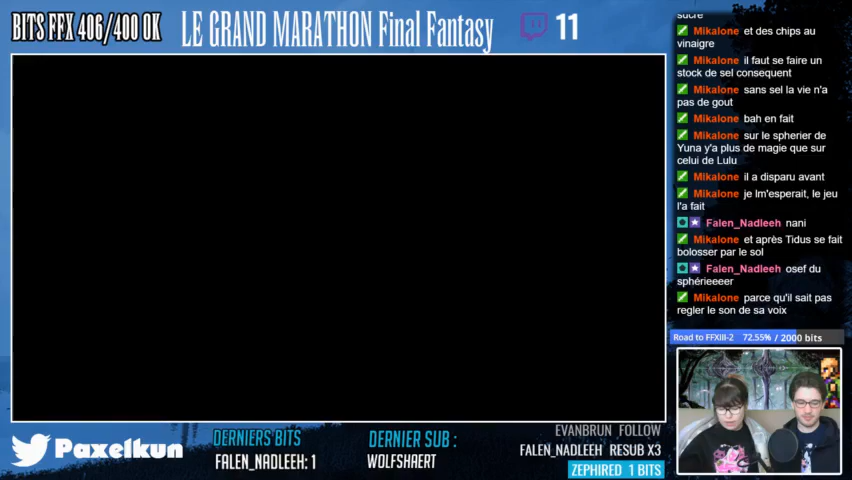 BITS FFX 406/400 OK
LE GRAND MARATHON Final Fantasy
11
sucre
Mikalone et des chips au
vinaigre
Mikalone il faut se faire un
stock de sel consequent
Mikalone sans sel la vie n'a
pas de gout
Mikalone bah en fait
Mikalone sur le spherier de
Yuna y'a plus de magie que sur
celui de Lulu
Mikalone il a disparu avant
Mikalone je lm'esperait, le jeu
l'a fait
Falen_Nadleeh nani
Mikalone et après Tidus se fait
bolosser par le sol
Falen_Nadleeh osef du
sphérieeeer
Mikalone parce qu'il sait pas
regler le son de sa voix
Road to FFXIII-2 72.55% / 2000 bits
Paxelkun
DERNIERS BITS
FALEN_NADLEEH: 1
DERNIER SUB :
WOLFSHAERT
EVANBRUN FOLLOW
FALEN_NADLEEH RESUB X3
ZEPHIRED 1 BITS